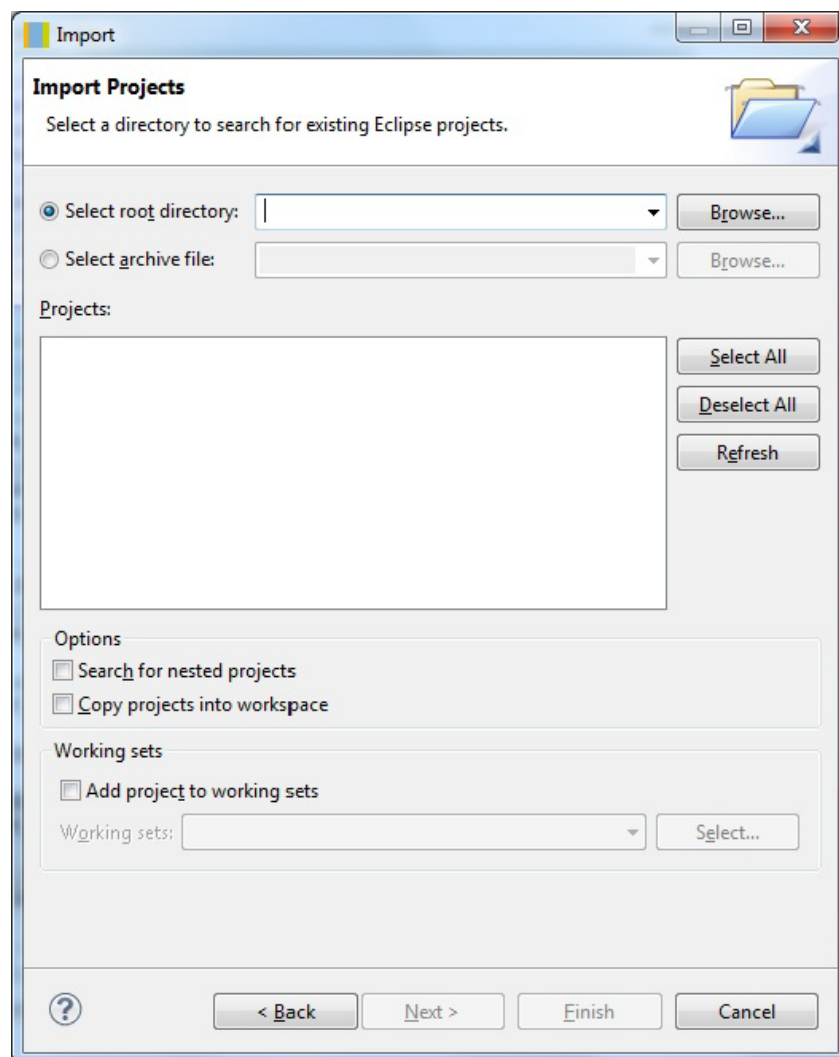 Import
Import Projects
Select a directory to search for existing Eclipse projects.
Select root directory:
Browse...
Select archive file:
Browse...
Projects:
Select All
Deselect All
Refresh
Options
Search for nested projects
Copy projects into workspace
Working sets
Add project to working sets
Working sets:
Select...
?
< Back
Next >
Finish
Cancel